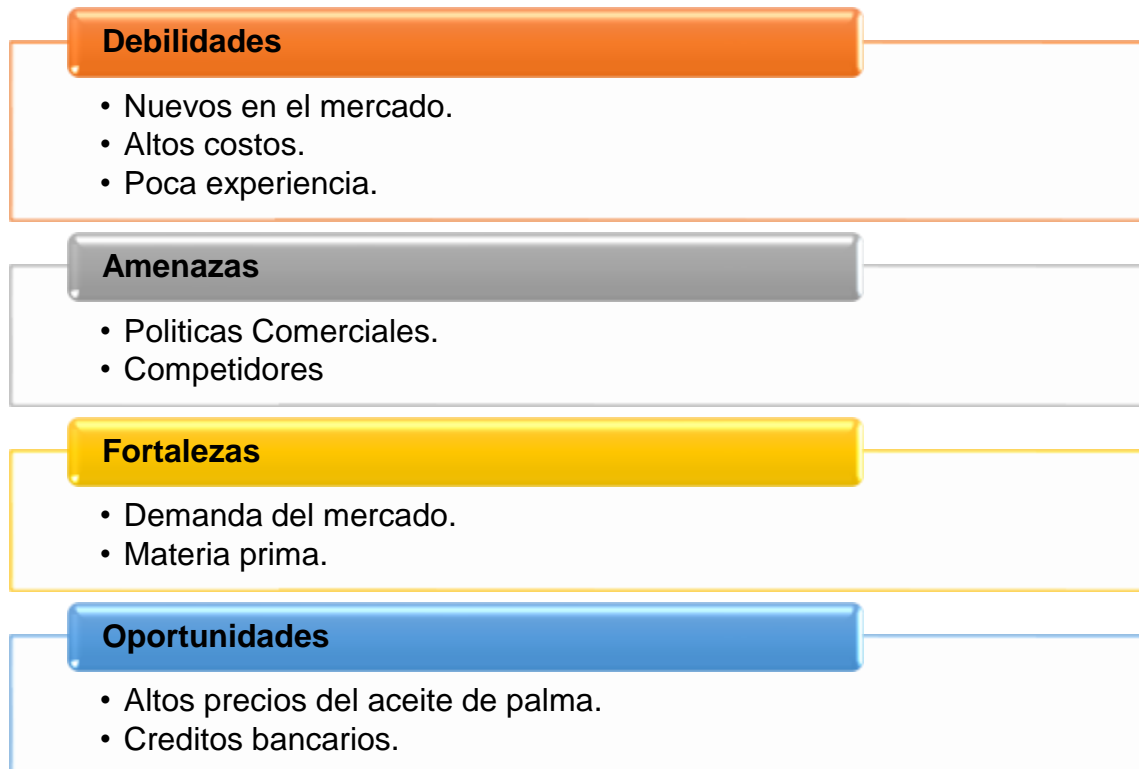 Debilidades
• Nuevos en el mercado.
• Altos costos.
• Poca experiencia.
Amenazas
• Politicas Comerciales.
• Competidores
Fortalezas
• Demanda del mercado.
• Materia prima.
Oportunidades
• Altos precios del aceite de palma.
• Creditos bancarios.